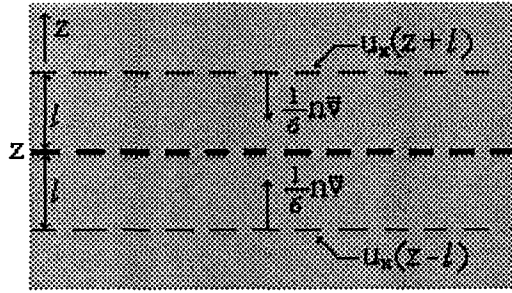 z
uₓ(z+l)
l
1/6 nv̄
z
l
1/6 nv̄
uₓ(z-l)